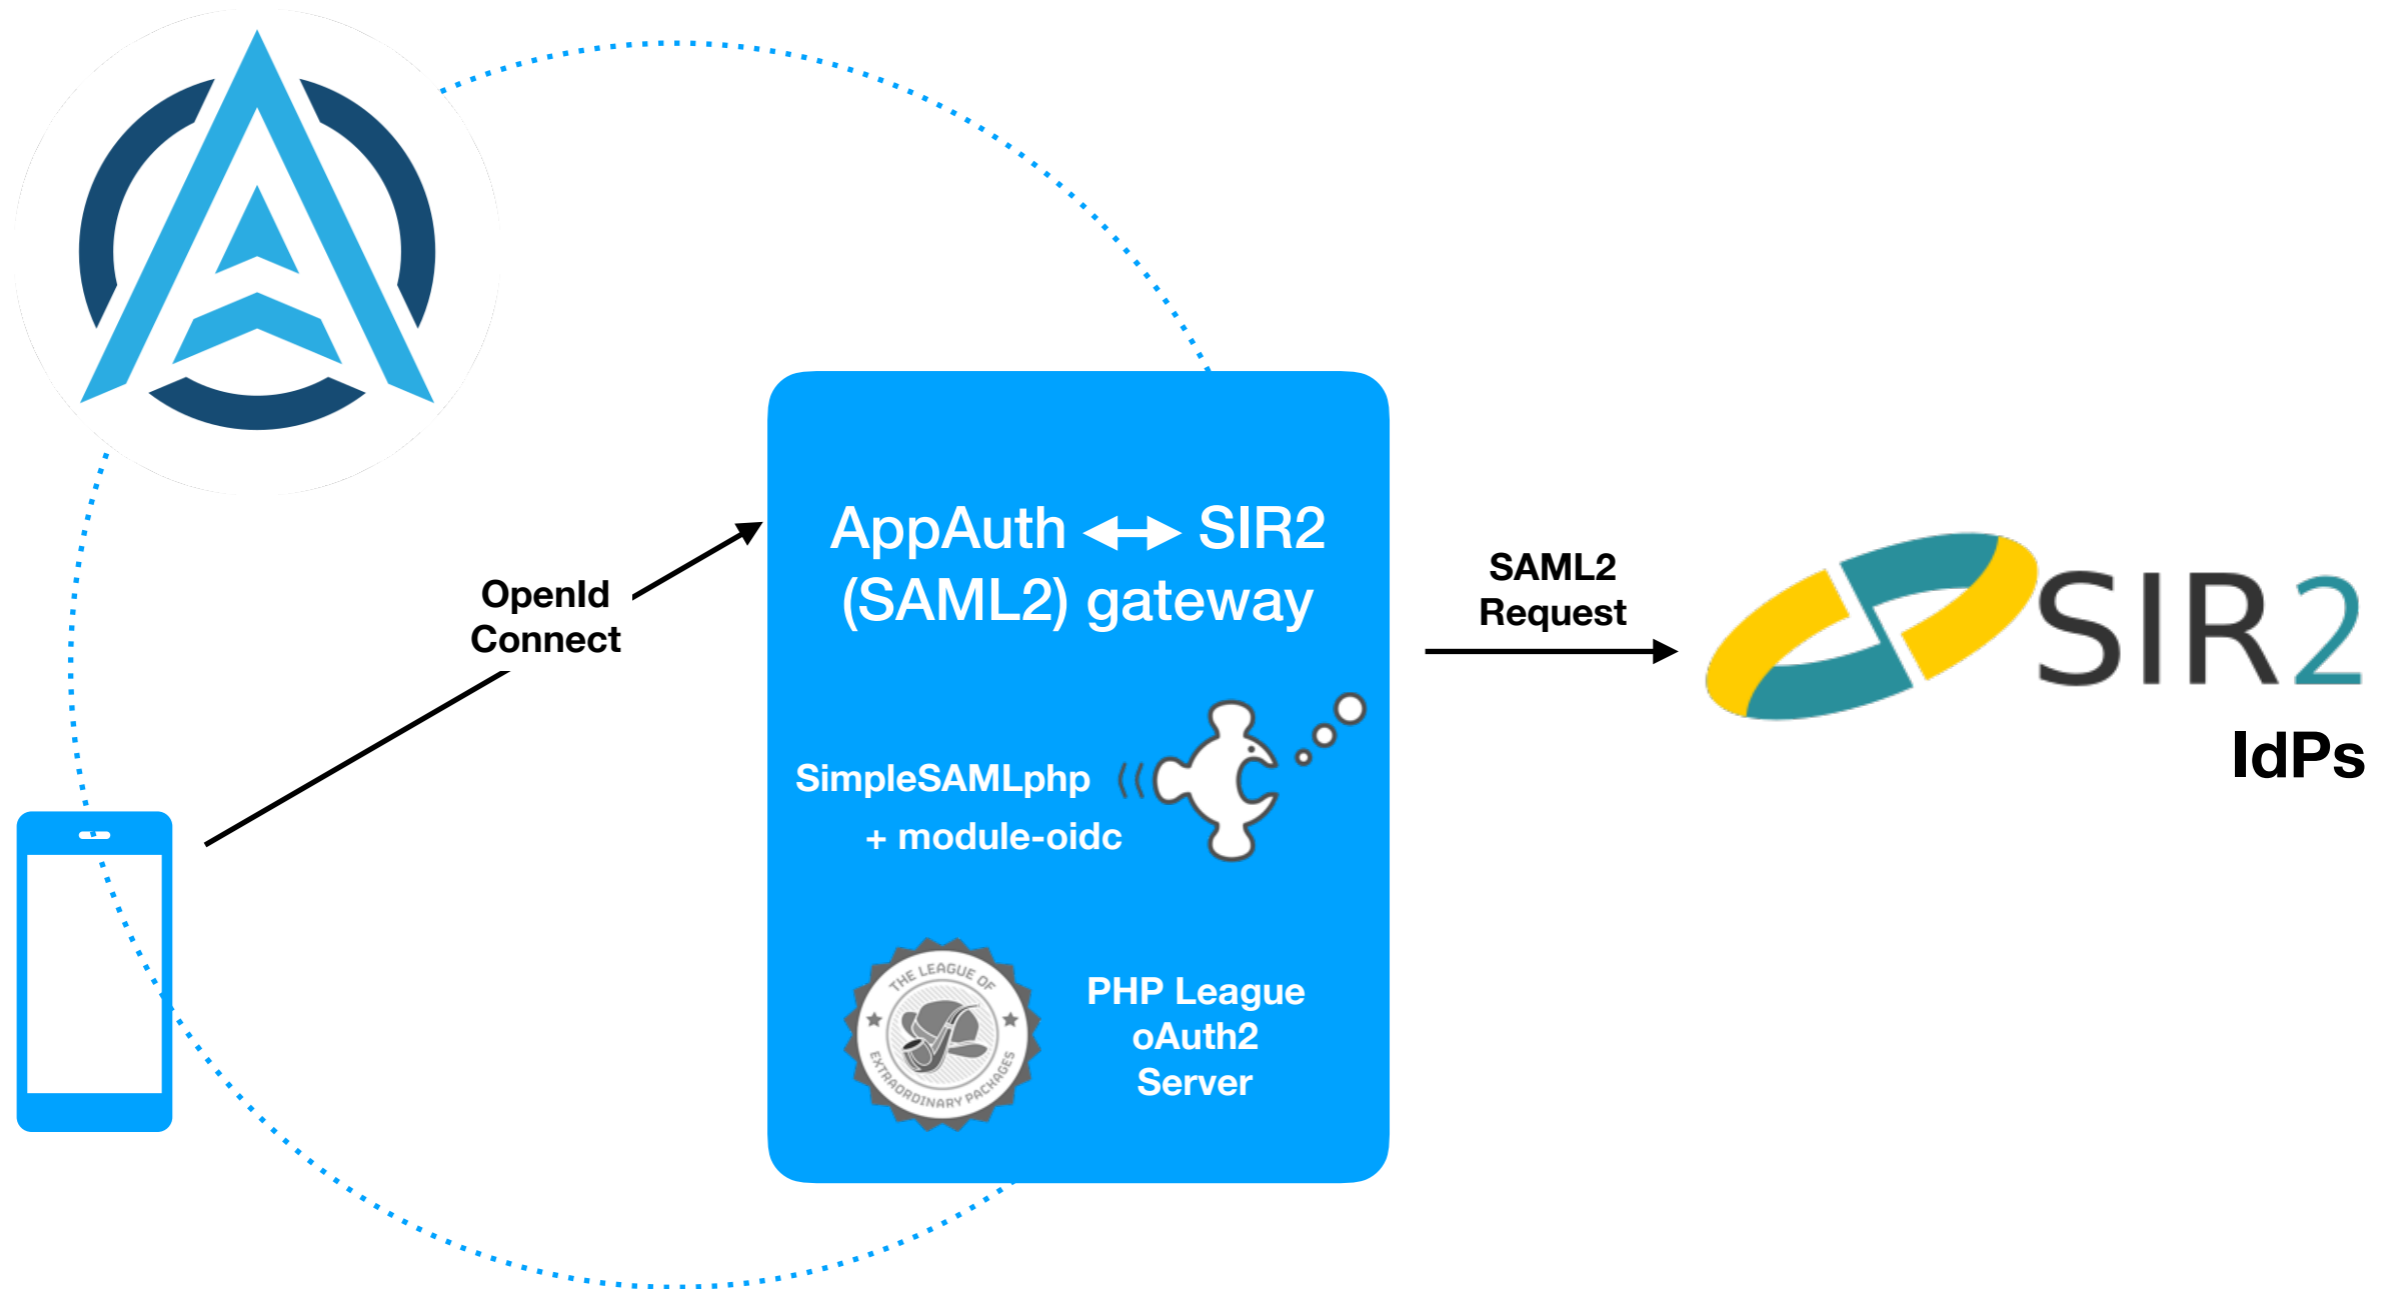 AppAuth SIR2
(SAML2) gateway
OpenId
Connect
SAML2
Request
SIR2
IdPs
SimpleSAMLphp
+ module-oidc
THE LEAGUE OF
EXTRAORDINARY PACKAGES
PHP League
oAuth2
Server